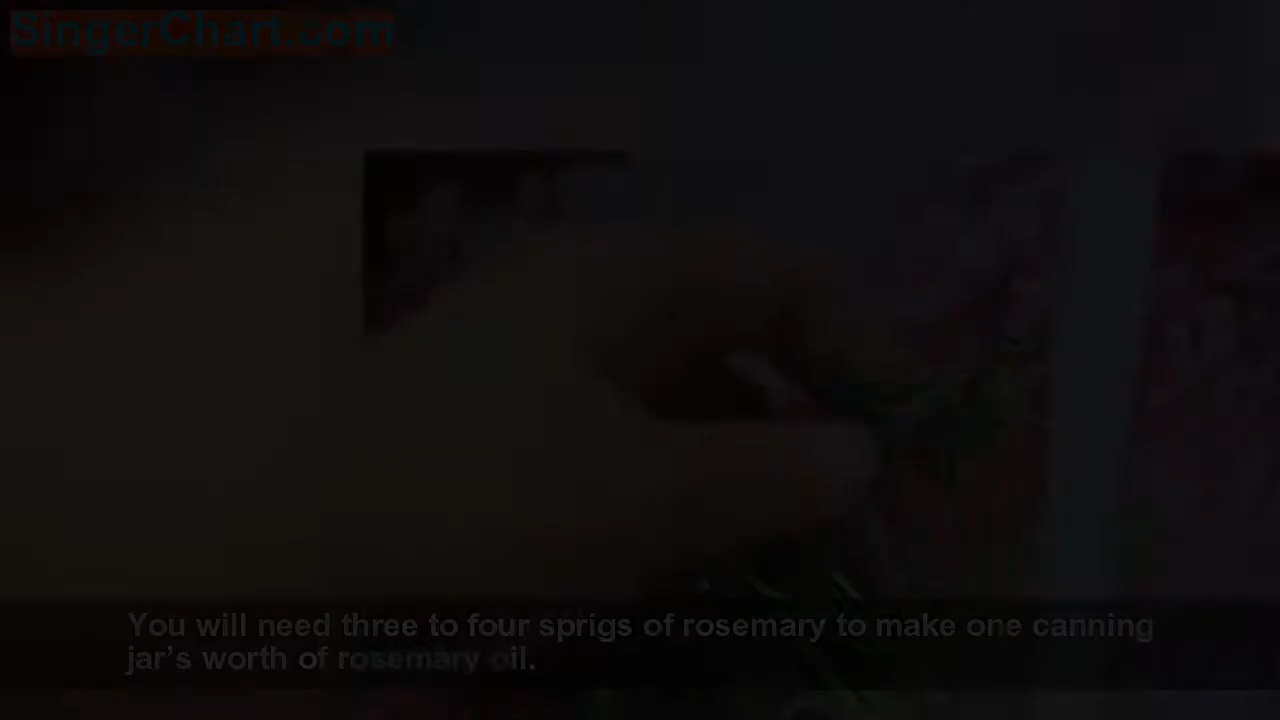 SingerChart.com
You will need three to four sprigs of rosemary to make one canning
jar’s worth of rosemary oil.